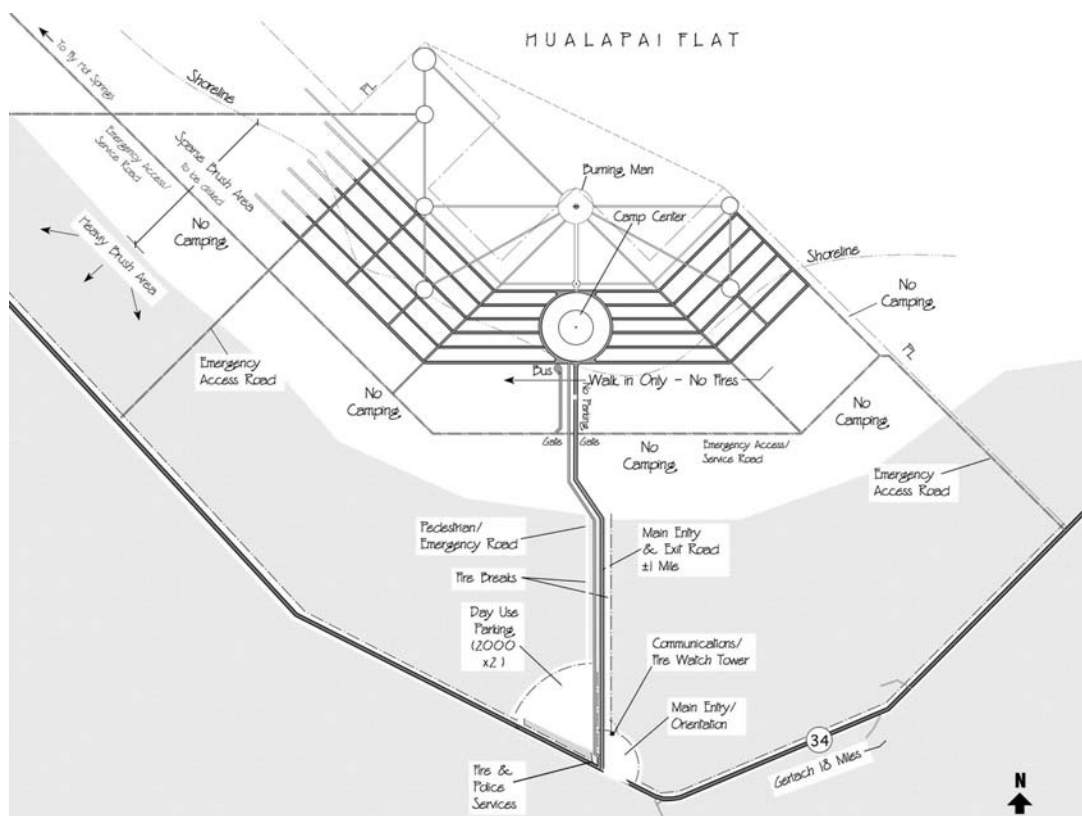 HUALAPAI FLAT
To Fly Hot Springs
Shoreline
PL
Emergency Access/
Service Road
Sparse Brush Area
to be disked
Burning Man
Camp Center
No
Camping
Heavy Brush Area
Shoreline
No
Camping
PL
Emergency
Access Road
Bus
Walk in Only - No Fires
No Parking
No
Camping
No
Camping
Gate
Gate
No
Camping
Emergency Access/
Service Road
Emergency
Access Road
Pedestrian/
Emergency Road
Main Entry
& Exit Road
±1 Mile
Fire Breaks
Day Use
Parking
(2000
x2)
Communications/
Fire Watch Tower
Main Entry/
Orientation
34
Gerlach 18 Miles
Fire &
Police
Services
N